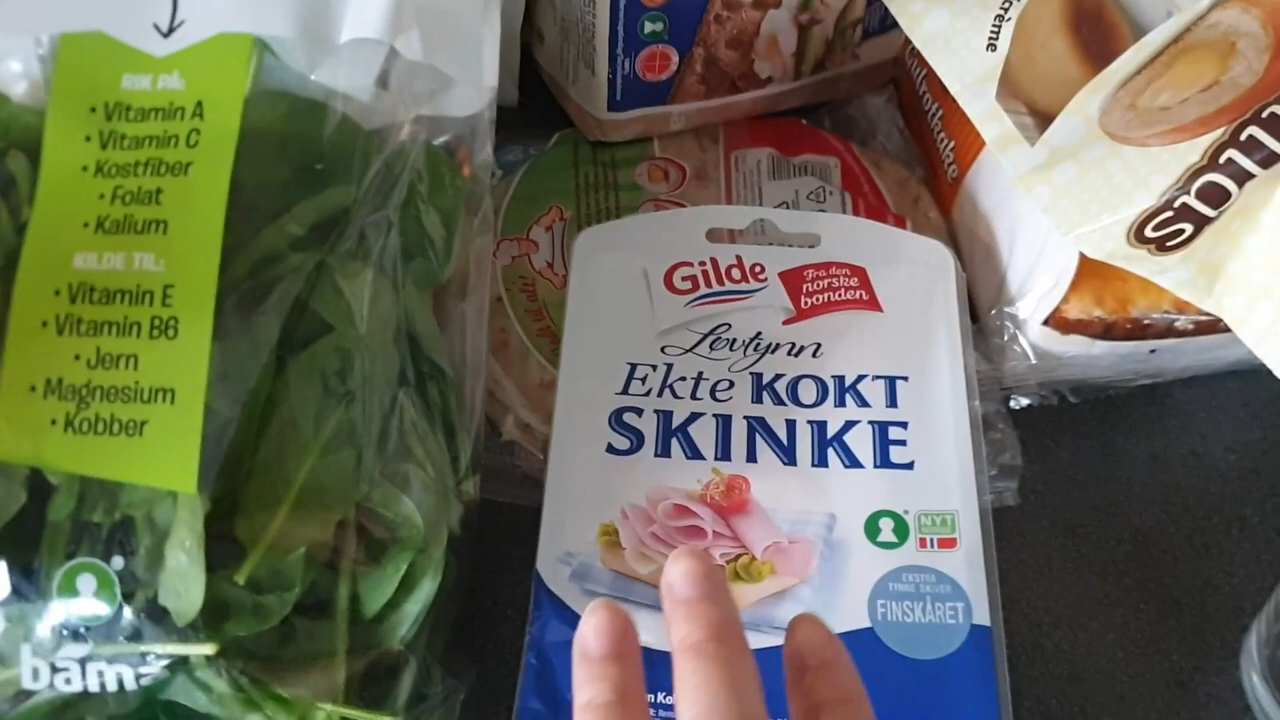 RIK PÅ:
• Vitamin A
• Vitamin C
• Kostfiber
• Folat
• Kalium
KILDE TIL:
• Vitamin E
• Vitamin B6
• Jern
• Magnesium
• Kobber
bama
Gilde
Fra den
norske
bonden
Løvtynn
Ekte KOKT
SKINKE
NYT
EKSTRA
TYNNE SKIVER
FINSKÅRET
Gulrotkake
crème